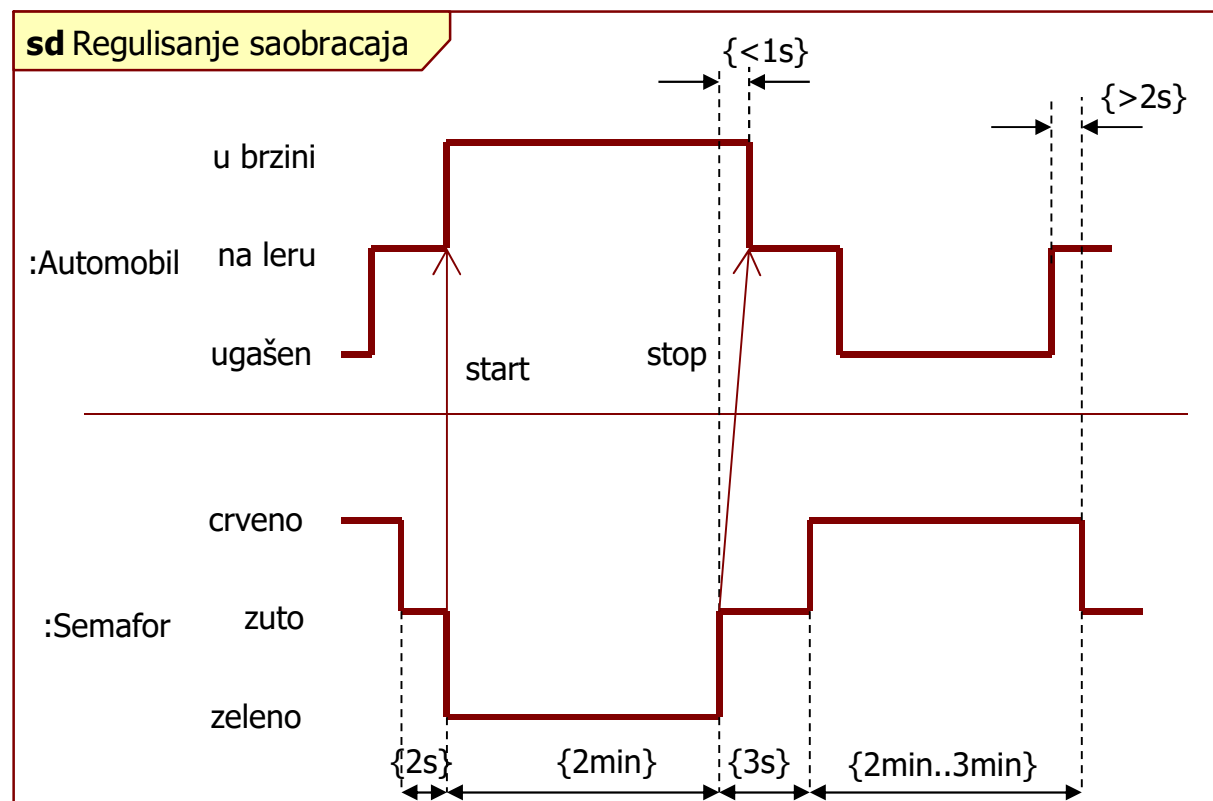 sd Regulisanje saobracaja
{<1s}
{>2s}
u brzini
:Automobil
na leru
ugašen
start
stop
crveno
:Semafor
zuto
zeleno
{2s}
{2min}
{3s}
{2min..3min}